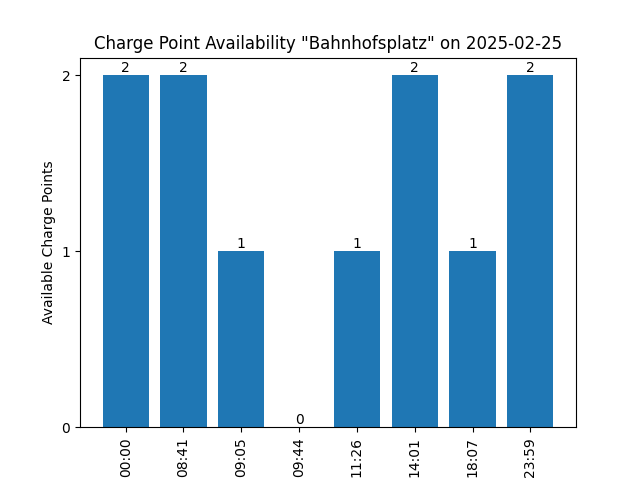 Charge Point Availability "Bahnhofsplatz" on 2025-02-25
2 2 1 0 1 2 1 2
Available Charge Points
2
1
0
00:00 08:41 09:05 09:44 11:26 14:01 18:07 23:59